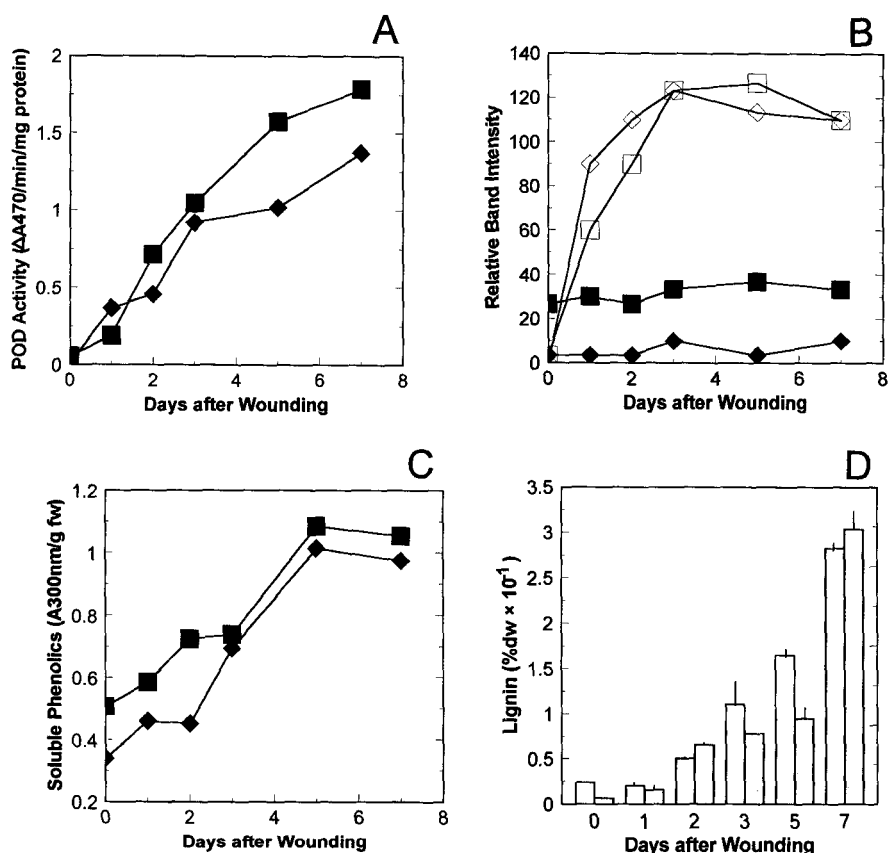 A
POD Activity (ΔA470/min/mg protein)
2
1.5
1
0.5
0
0 2 4 6 8
Days after Wounding
B
Relative Band Intensity
140
120
100
80
60
40
20
0
0 2 4 6 8
Days after Wounding
C
Soluble Phenolics (A300nm/g fw)
1.2
1
0.8
0.6
0.4
0.2
0 2 4 6 8
Days after Wounding
D
Lignin (%dw × 10⁻¹)
3.5
3
2.5
2
1.5
1
0.5
0
0 1 2 3 5 7
Days after Wounding